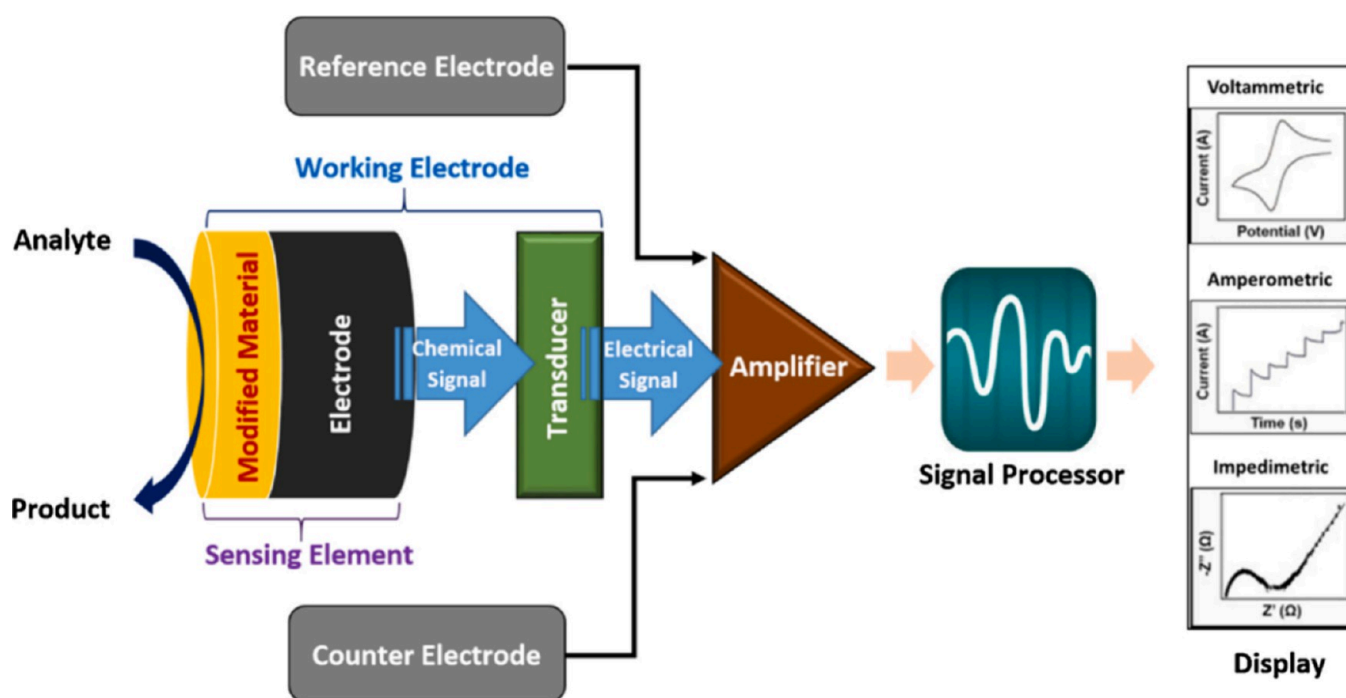 Reference Electrode
Working Electrode
Analyte
Modified Material
Electrode
Chemical
Signal
Transducer
Electrical
Signal
Amplifier
Product
Sensing Element
Counter Electrode
Signal Processor
Voltammetric
Current (A)
Potential (V)
Amperometric
Current (A)
Time (s)
Impedimetric
-Z'' (Ω)
Z' (Ω)
Display